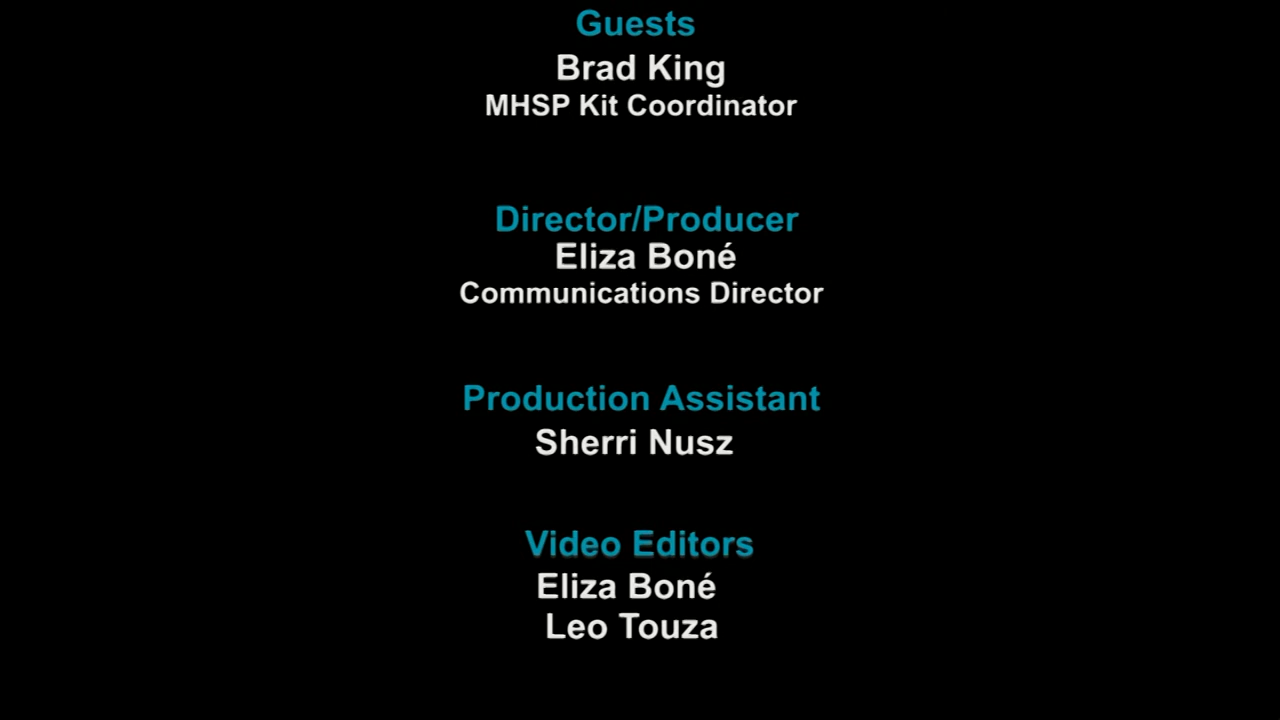 Guests
Brad King
MHSP Kit Coordinator
Director/Producer
Eliza Boné
Communications Director
Production Assistant
Sherri Nusz
Video Editors
Eliza Boné
Leo Touza